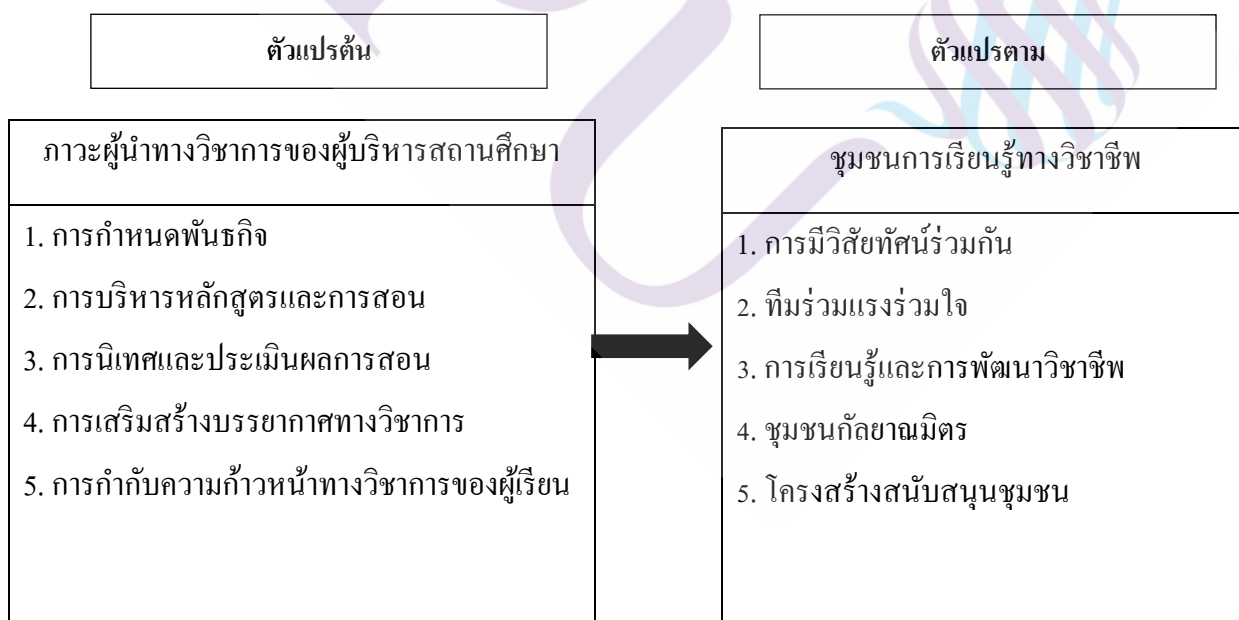 ตัวแปรต้น
ตัวแปรตาม
ภาวะผู้นำทางวิชาการของผู้บริหารสถานศึกษา
1. การกำหนดพันธกิจ
2. การบริหารหลักสูตรและการสอน
3. การนิเทศและประเมินผลการสอน
4. การเสริมสร้างบรรยากาศทางวิชาการ
5. การกำกับความก้าวหน้าทางวิชาการของผู้เรียน
ชุมชนการเรียนรู้ทางวิชาชีพ
1. การมีวิสัยทัศน์ร่วมกัน
2. ทีมร่วมแรงร่วมใจ
3. การเรียนรู้และการพัฒนาวิชาชีพ
4. ชุมชนกัลยาณมิตร
5. โครงสร้างสนับสนุนชุมชน